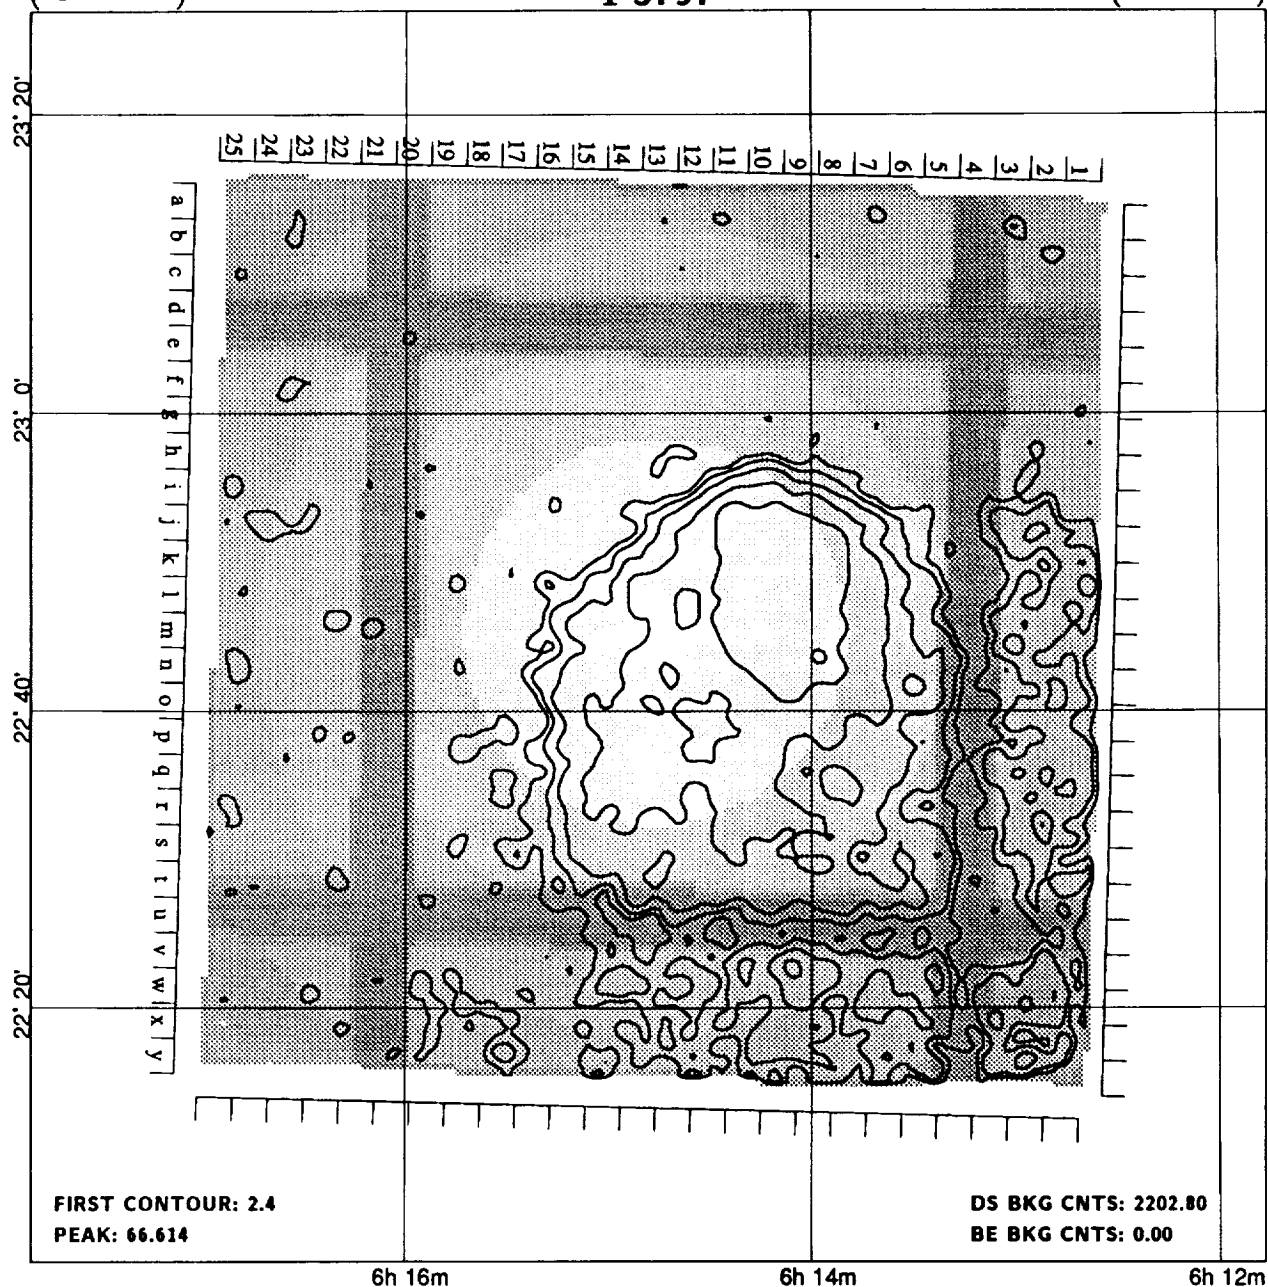 23° 20'
25 24 23 22 21 20 19 18 17 16 15 14 13 12 11 10 9 8 7 6 5 4 3 2 1
a
b
c
d
e
f
g
h
i
j
k
l
m
n
o
p
q
r
s
t
u
v
w
x
y
23° 0'
22° 40'
22° 20'
FIRST CONTOUR: 2.4
PEAK: 66.614
DS BKG CNTS: 2202.80
BE BKG CNTS: 0.00
6h 16m 6h 14m 6h 12m